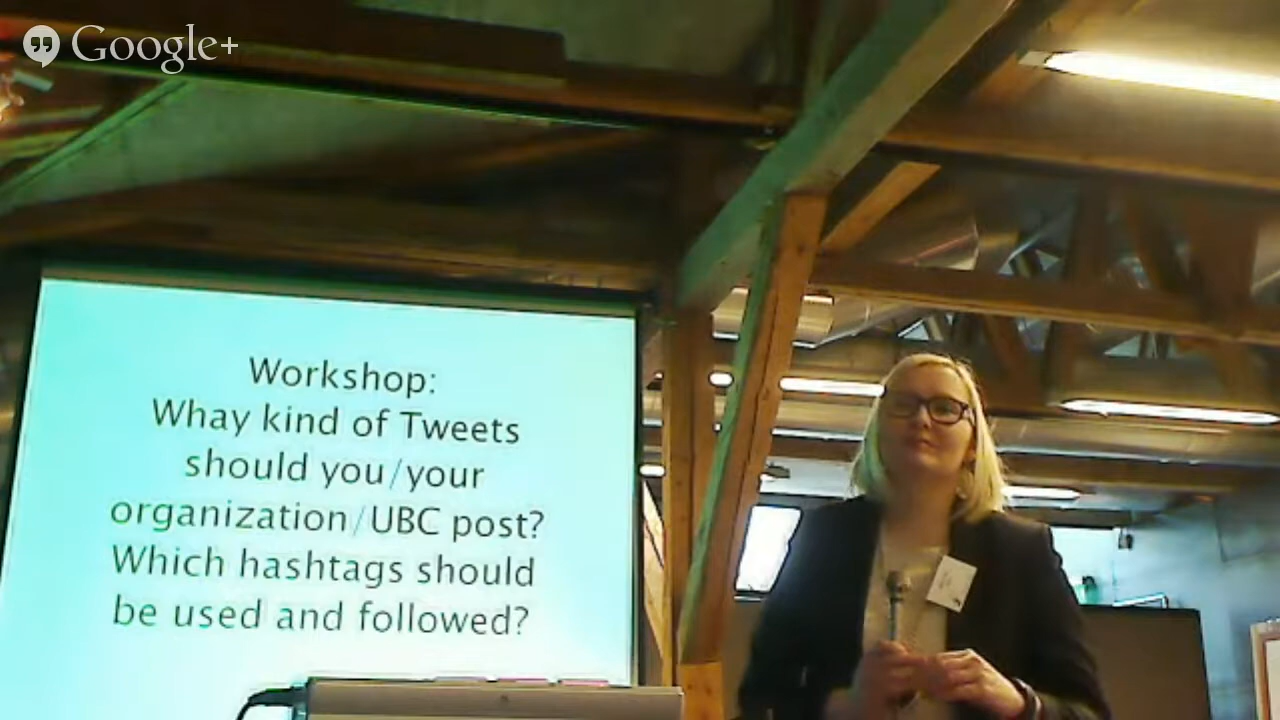 Google+
Workshop:
Whay kind of Tweets
should you/your
organization/UBC post?
Which hashtags should
be used and followed?